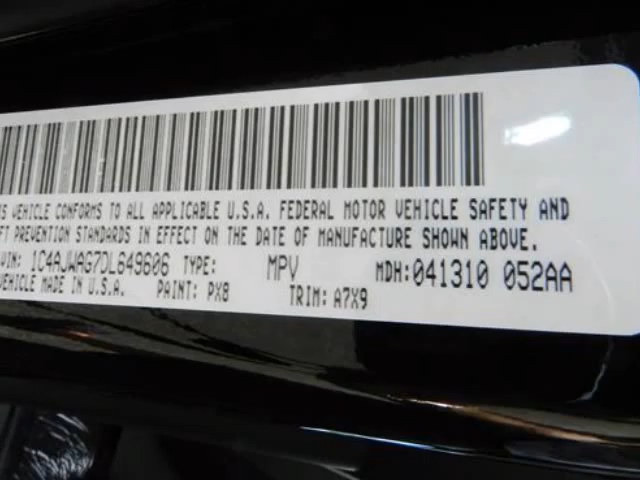 IS VEHICLE CONFORMS TO ALL APPLICABLE U.S.A. FEDERAL MOTOR VEHICLE SAFETY AND
FT PREVENTION STANDARDS IN EFFECT ON THE DATE OF MANUFACTURE SHOWN ABOVE.
VIN: 1C4AJWAG7DL649606 TYPE: MPV MDH: 041310 052AA
VEHICLE MADE IN U.S.A. PAINT: PX8 TRIM: A7X9